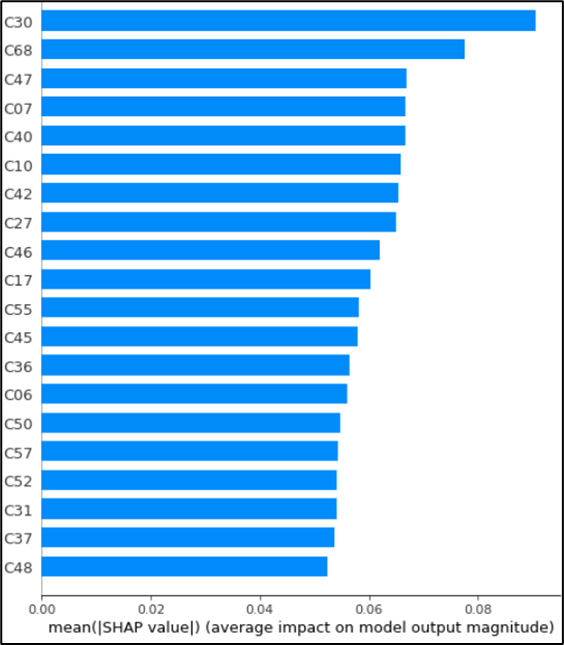 C30
C68
C47
C07
C40
C10
C42
C27
C46
C17
C55
C45
C36
C06
C50
C57
C52
C31
C37
C48
0.00 0.02 0.04 0.06 0.08
mean(|SHAP value|) (average impact on model output magnitude)